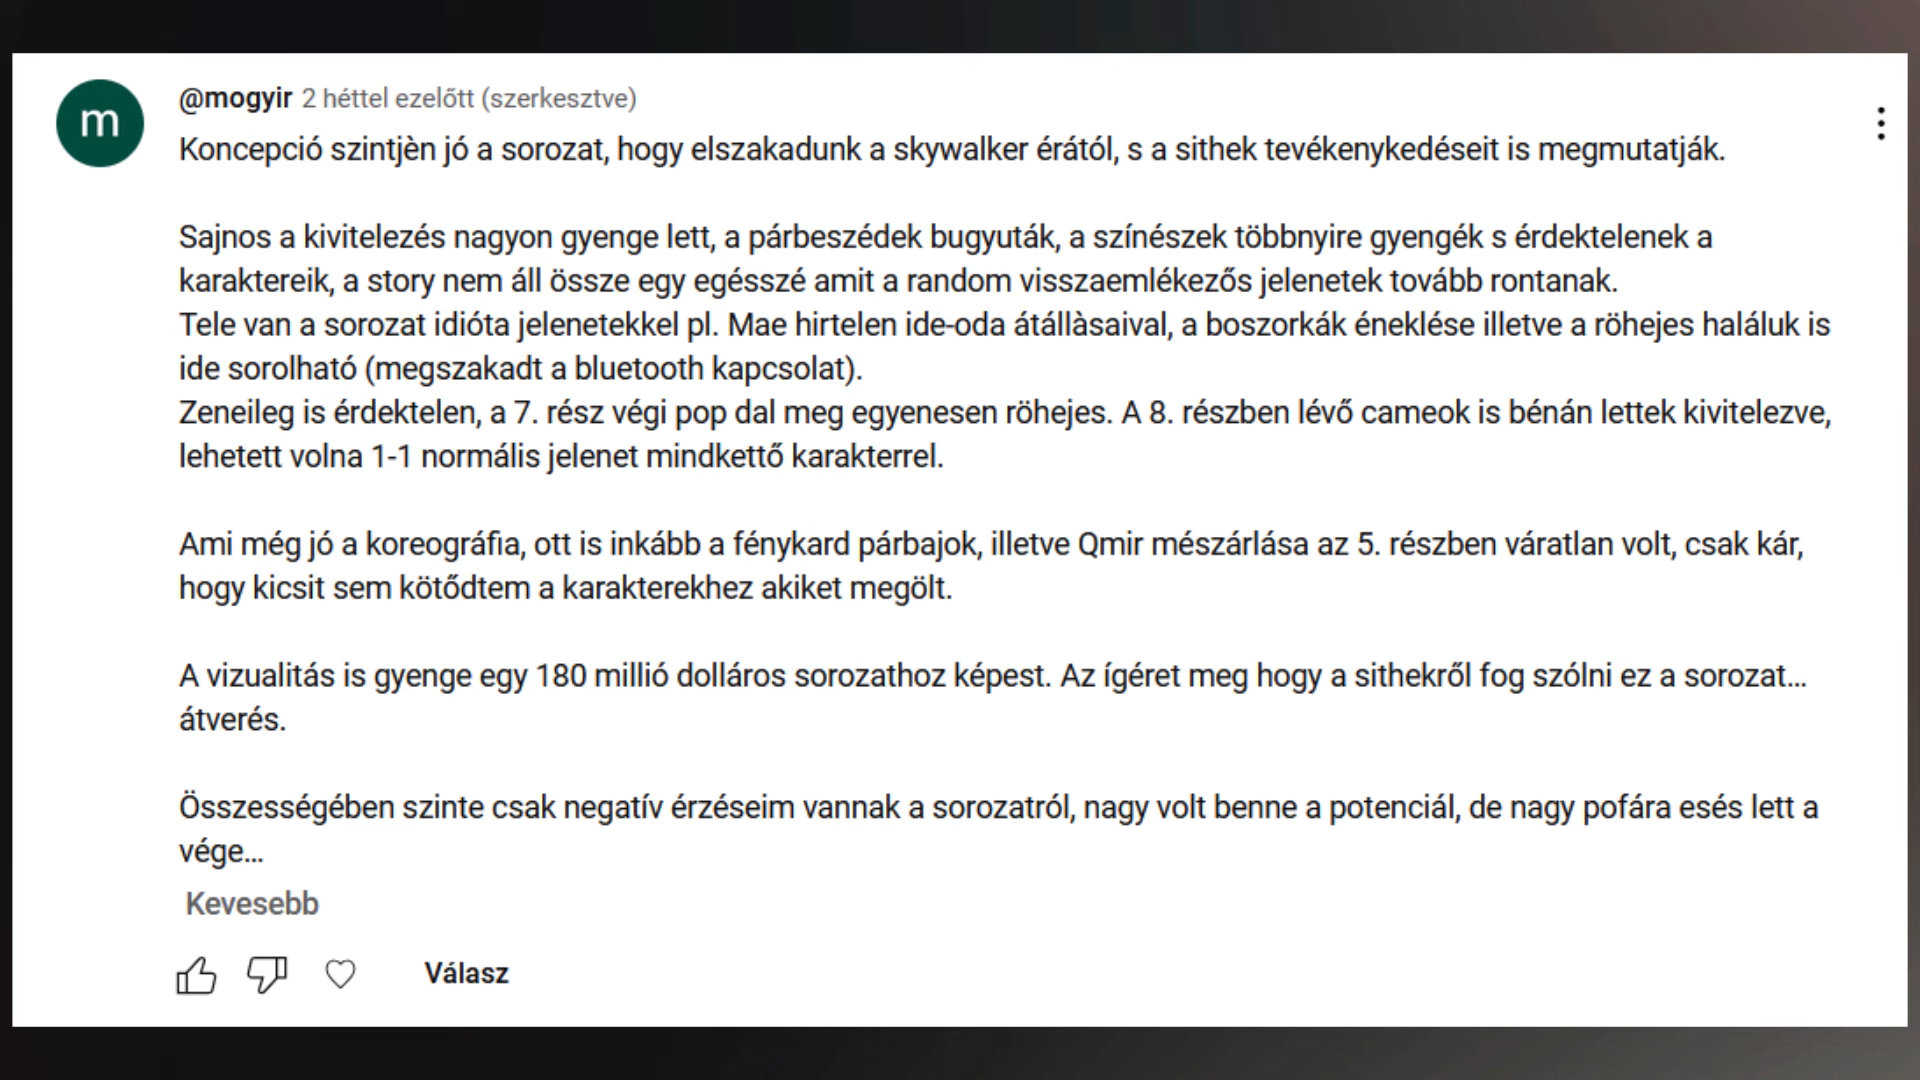 m
@mogyir 2 héttel ezelőtt (szerkesztve)
Koncepció szintjèn jó a sorozat, hogy elszakadunk a skywalker érától, s a sithek tevékenykedéseit is megmutatják.
Sajnos a kivitelezés nagyon gyenge lett, a párbeszédek bugyuták, a színészek többnyire gyengék s érdektelenek a
karaktereik, a story nem áll össze egy egésszé amit a random visszaemlékezős jelenetek tovább rontanak.
Tele van a sorozat idióta jelenetekkel pl. Mae hirtelen ide-oda átállàsaival, a boszorkák éneklése illetve a röhejes haláluk is
ide sorolható (megszakadt a bluetooth kapcsolat).
Zeneileg is érdektelen, a 7. rész végi pop dal meg egyenesen röhejes. A 8. részben lévő cameok is bénán lettek kivitelezve,
lehetett volna 1-1 normális jelenet mindkettő karakterrel.
Ami még jó a koreográfia, ott is inkább a fénykard párbajok, illetve Qmir mészárlása az 5. részben váratlan volt, csak kár,
hogy kicsit sem kötődtem a karakterekhez akiket megölt.
A vizualitás is gyenge egy 180 millió dolláros sorozathoz képest. Az ígéret meg hogy a sithekről fog szólni ez a sorozat...
átverés.
Összességében szinte csak negatív érzéseim vannak a sorozatról, nagy volt benne a potenciál, de nagy pofára esés lett a
vége...
Kevesebb
Válasz